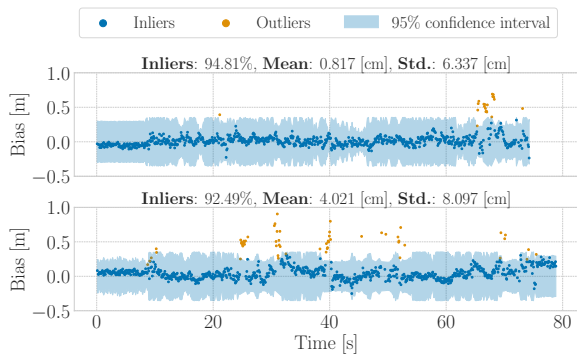 Inliers Outliers 95% confidence interval
Inliers: 94.81%, Mean: 0.817 [cm], Std.: 6.337 [cm]
1.0
0.5
0.0
−0.5
Bias [m]
Inliers: 92.49%, Mean: 4.021 [cm], Std.: 8.097 [cm]
1.0
0.5
0.0
−0.5
Bias [m]
0 20 40 60 80
Time [s]